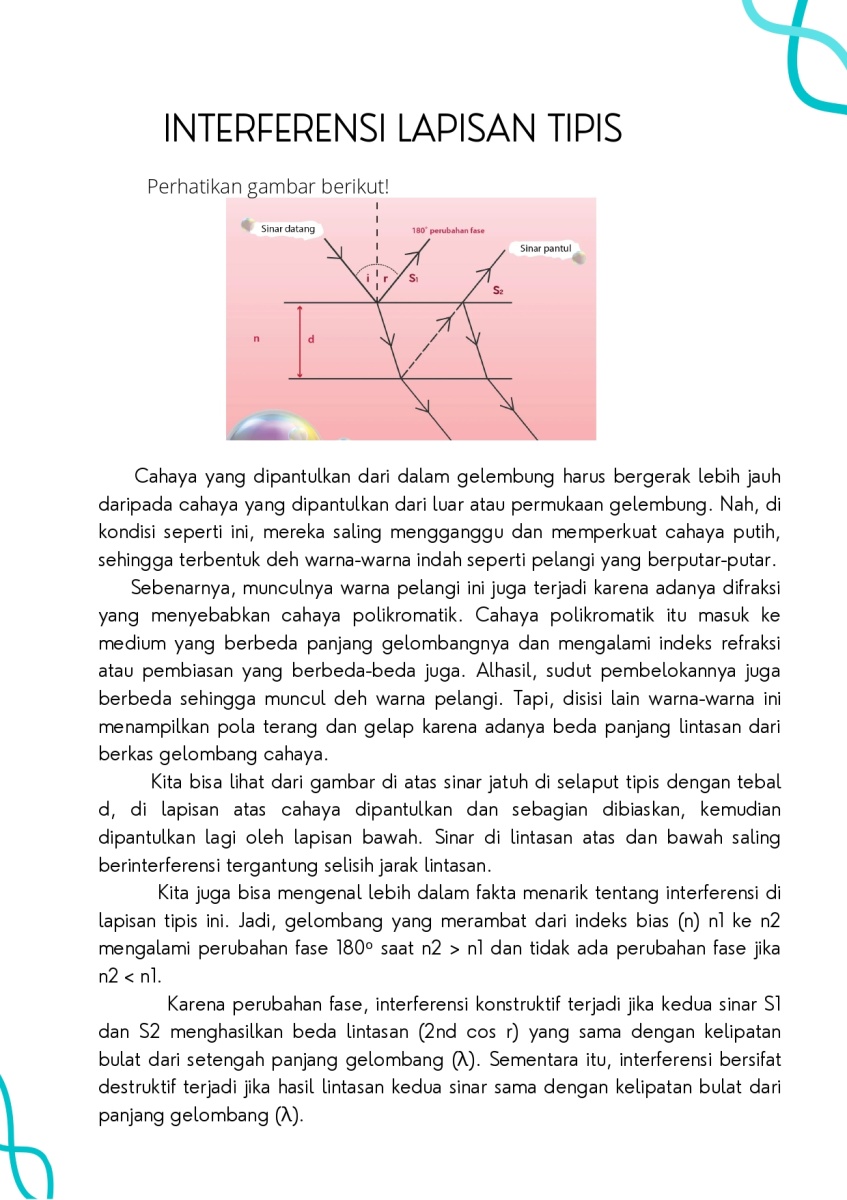 INTERFERENSI LAPISAN TIPIS
Perhatikan gambar berikut!
Sinar datang
180° perubahan fase
Sinar pantul
i r S1
S2
n d
Cahaya yang dipantulkan dari dalam gelembung harus bergerak lebih jauh
daripada cahaya yang dipantulkan dari luar atau permukaan gelembung. Nah, di
kondisi seperti ini, mereka saling mengganggu dan memperkuat cahaya putih,
sehingga terbentuk deh warna-warna indah seperti pelangi yang berputar-putar.
Sebenarnya, munculnya warna pelangi ini juga terjadi karena adanya difraksi
yang menyebabkan cahaya polikromatik. Cahaya polikromatik itu masuk ke
medium yang berbeda panjang gelombangnya dan mengalami indeks refraksi
atau pembiasan yang berbeda-beda juga. Alhasil, sudut pembelokannya juga
berbeda sehingga muncul deh warna pelangi. Tapi, disisi lain warna-warna ini
menampilkan pola terang dan gelap karena adanya beda panjang lintasan dari
berkas gelombang cahaya.
Kita bisa lihat dari gambar di atas sinar jatuh di selaput tipis dengan tebal
d, di lapisan atas cahaya dipantulkan dan sebagian dibiaskan, kemudian
dipantulkan lagi oleh lapisan bawah. Sinar di lintasan atas dan bawah saling
berinterferensi tergantung selisih jarak lintasan.
Kita juga bisa mengenal lebih dalam fakta menarik tentang interferensi di
lapisan tipis ini. Jadi, gelombang yang merambat dari indeks bias (n) n1 ke n2
mengalami perubahan fase 180º saat n2 > n1 dan tidak ada perubahan fase jika
n2 < n1.
Karena perubahan fase, interferensi konstruktif terjadi jika kedua sinar S1
dan S2 menghasilkan beda lintasan (2nd cos r) yang sama dengan kelipatan
bulat dari setengah panjang gelombang (λ). Sementara itu, interferensi bersifat
destruktif terjadi jika hasil lintasan kedua sinar sama dengan kelipatan bulat dari
panjang gelombang (λ).